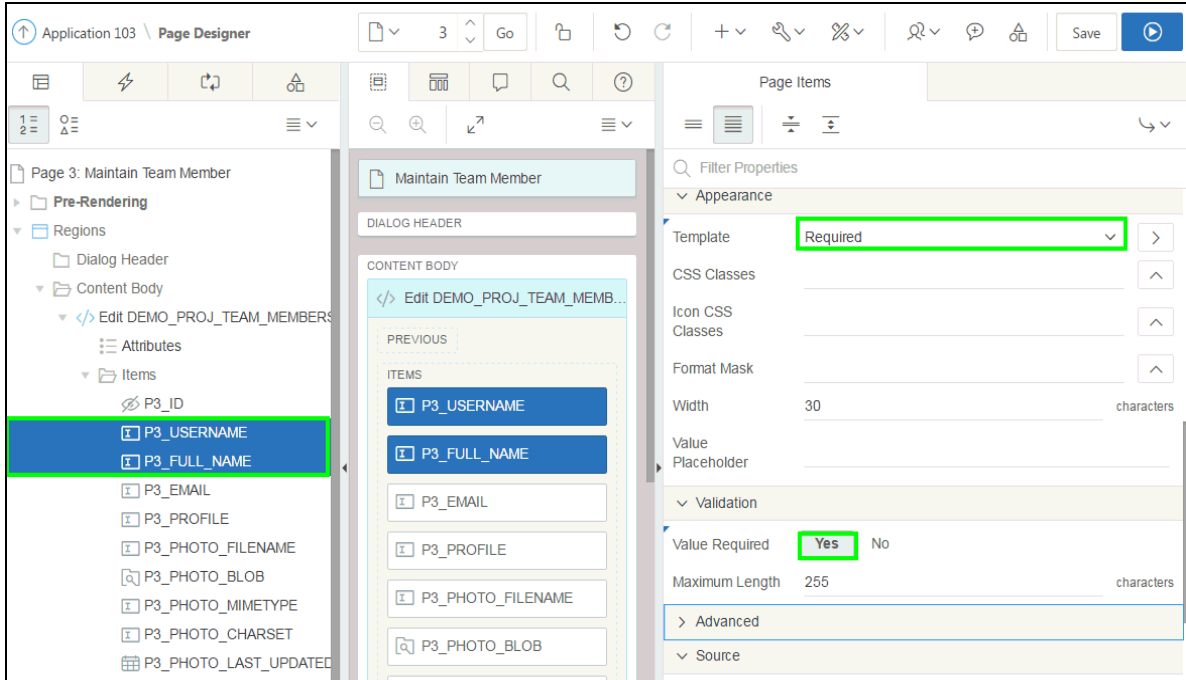 Application 103 \ Page Designer
3
Go
Save
Page 3: Maintain Team Member
Pre-Rendering
Regions
Dialog Header
Content Body
</> Edit DEMO_PROJ_TEAM_MEMBERS
Attributes
Items
P3_ID
P3_USERNAME
P3_FULL_NAME
P3_EMAIL
P3_PROFILE
P3_PHOTO_FILENAME
P3_PHOTO_BLOB
P3_PHOTO_MIMETYPE
P3_PHOTO_CHARSET
P3_PHOTO_LAST_UPDATED
Maintain Team Member
DIALOG HEADER
CONTENT BODY
</> Edit DEMO_PROJ_TEAM_MEMB...
PREVIOUS
ITEMS
P3_USERNAME
P3_FULL_NAME
P3_EMAIL
P3_PROFILE
P3_PHOTO_FILENAME
P3_PHOTO_BLOB
Page Items
Filter Properties
Appearance
Template Required
CSS Classes
Icon CSS
Classes
Format Mask
Width 30 characters
Value
Placeholder
Validation
Value Required Yes No
Maximum Length 255 characters
Advanced
Source